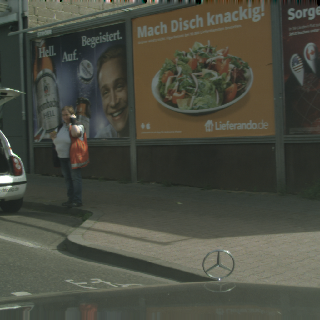 Hell.
Auf.
Begeistert.
Mach Disch knackig!
Lieferando.de
Sorge